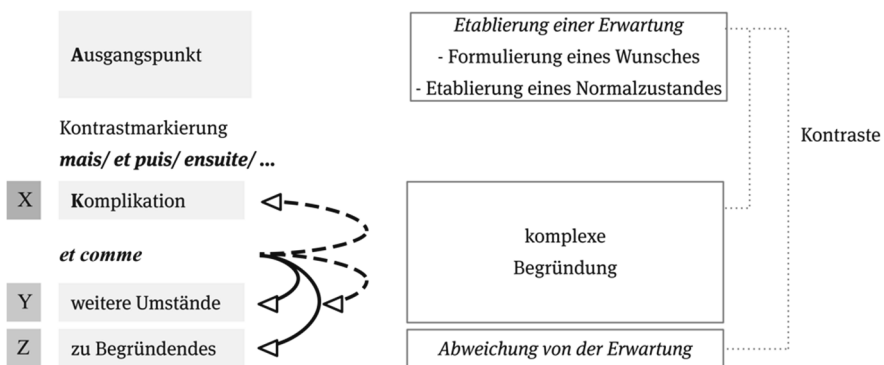 Ausgangspunkt
Etablierung einer Erwartung
- Formulierung eines Wunsches
- Etablierung eines Normalzustandes
Kontrastmarkierung
mais/ et puis/ ensuite/ ...
Kontraste
X Komplikation
komplexe
Begründung
et comme
Y weitere Umstände
Z zu Begründendes
Abweichung von der Erwartung